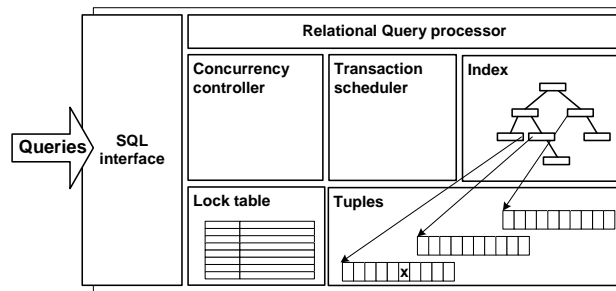 Relational Query processor
Concurrency
controller
Transaction
scheduler
Index
Queries
SQL
interface
Lock table
Tuples
x